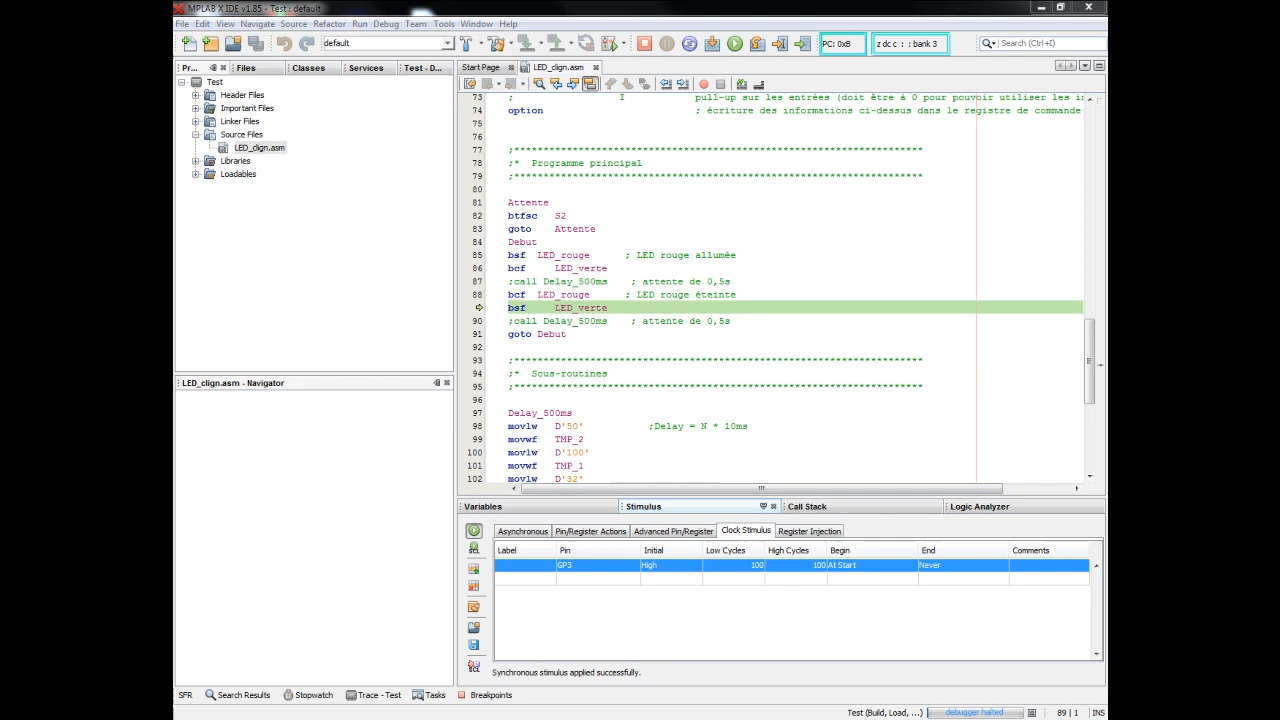 MPLAB X IDE v1.85 - Test : default
File Edit View Navigate Source Refactor Run Debug Team Tools Window Help
default PC: 0xB z dc c : : bank 3 Search (Ctrl+I)
Pr... Files Classes Services Test - D... Start Page LED_clign.asm
Test
Header Files
Important Files
Linker Files
Source Files
LED_clign.asm
Libraries
Loadables
73 ; pull-up sur les entrées (doit être à 0 pour pouvoir utiliser les i
74 option ; écriture des informations ci-dessus dans le registre de commande
75
76
77 ;**********************************************************************
78 ;* Programme principal
79 ;**********************************************************************
80
81 Attente
82 btfsc S2
83 goto Attente
84 Debut
85 bsf LED_rouge ; LED rouge allumée
86 bcf LED_verte
87 ;call Delay_500ms ; attente de 0,5s
88 bcf LED_rouge ; LED rouge éteinte
bsf LED_verte
90 ;call Delay_500ms ; attente de 0,5s
91 goto Debut
92
93 ;**********************************************************************
94 ;* Sous-routines
95 ;**********************************************************************
96
97 Delay_500ms
98 movlw D'50' ;Delay = N * 10ms
99 movwf TMP_2
100 movlw D'100'
101 movwf TMP_1
102 movlw D'32'
LED_clign.asm - Navigator
Variables Stimulus Call Stack Logic Analyzer
Asynchronous Pin/Register Actions Advanced Pin/Register Clock Stimulus Register Injection
Label Pin Initial Low Cycles High Cycles Begin End Comments
GP3 High 100 100 At Start Never
SCL
SCL
Synchronous stimulus applied successfully.
SFR Search Results Stopwatch Trace - Test Tasks Breakpoints
Test (Build, Load, ...) debugger halted 89 | 1 INS